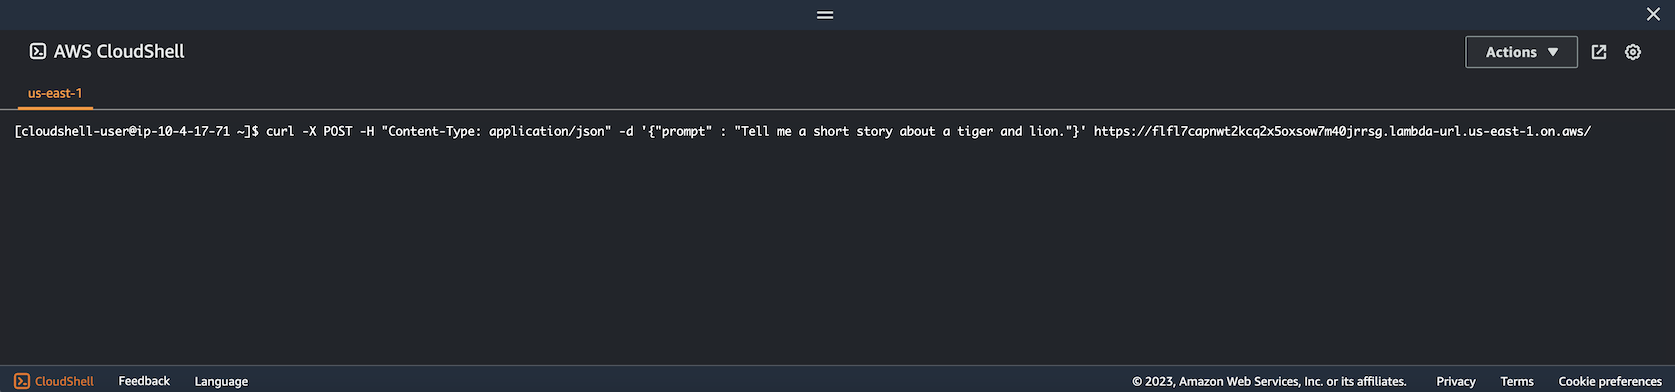 AWS CloudShell
Actions
us-east-1
[cloudshell-user@ip-10-4-17-71 ~]$ curl -X POST -H "Content-Type: application/json" -d '{"prompt" : "Tell me a short story about a tiger and lion."}' https://flfl7capnwt2kcq2x5oxsow7m40jrrsg.lambda-url.us-east-1.on.aws/
CloudShell Feedback Language © 2023, Amazon Web Services, Inc. or its affiliates. Privacy Terms Cookie preferences